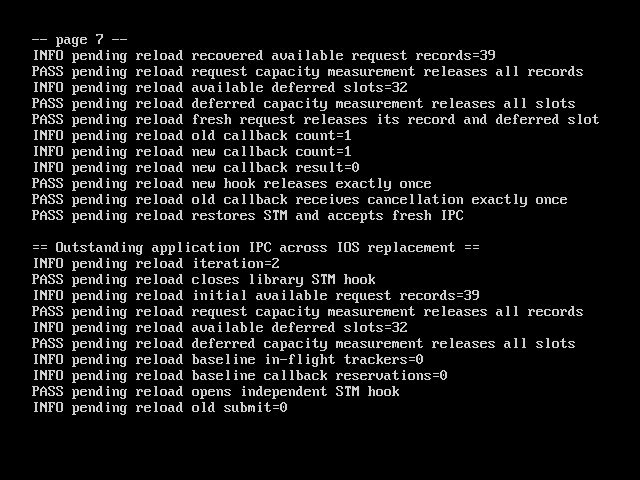 -- page 7 --
INFO pending reload recovered available request records=39
PASS pending reload request capacity measurement releases all records
INFO pending reload available deferred slots=32
PASS pending reload deferred capacity measurement releases all slots
PASS pending reload fresh request releases its record and deferred slot
INFO pending reload old callback count=1
INFO pending reload new callback count=1
INFO pending reload new callback result=0
PASS pending reload new hook releases exactly once
PASS pending reload old callback receives cancellation exactly once
PASS pending reload restores STM and accepts fresh IPC
== Outstanding application IPC across IOS replacement ==
INFO pending reload iteration=2
PASS pending reload closes library STM hook
INFO pending reload initial available request records=39
PASS pending reload request capacity measurement releases all records
INFO pending reload available deferred slots=32
PASS pending reload deferred capacity measurement releases all slots
INFO pending reload baseline in-flight trackers=0
INFO pending reload baseline callback reservations=0
PASS pending reload opens independent STM hook
INFO pending reload old submit=0